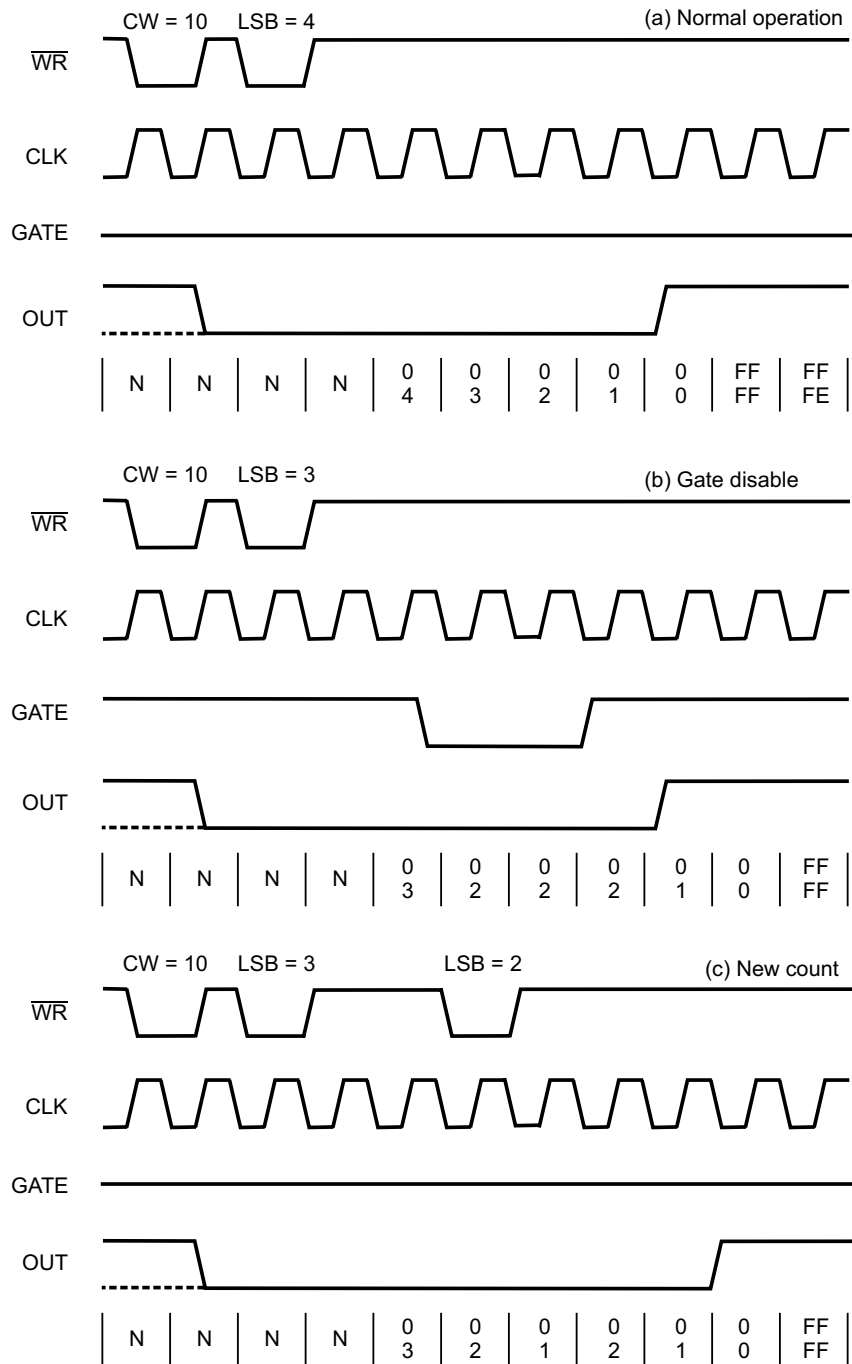 CW = 10 LSB = 4 (a) Normal operation
WR
CLK
GATE
OUT
N N N N 0 0 0 0 0 FF FF
4 3 2 1 0 FF FE
CW = 10 LSB = 3 (b) Gate disable
WR
CLK
GATE
OUT
N N N N 0 0 0 0 0 0 FF
3 2 2 2 1 0 FF
CW = 10 LSB = 3 LSB = 2 (c) New count
WR
CLK
GATE
OUT
N N N N 0 0 0 0 0 0 FF
3 2 1 2 1 0 FF